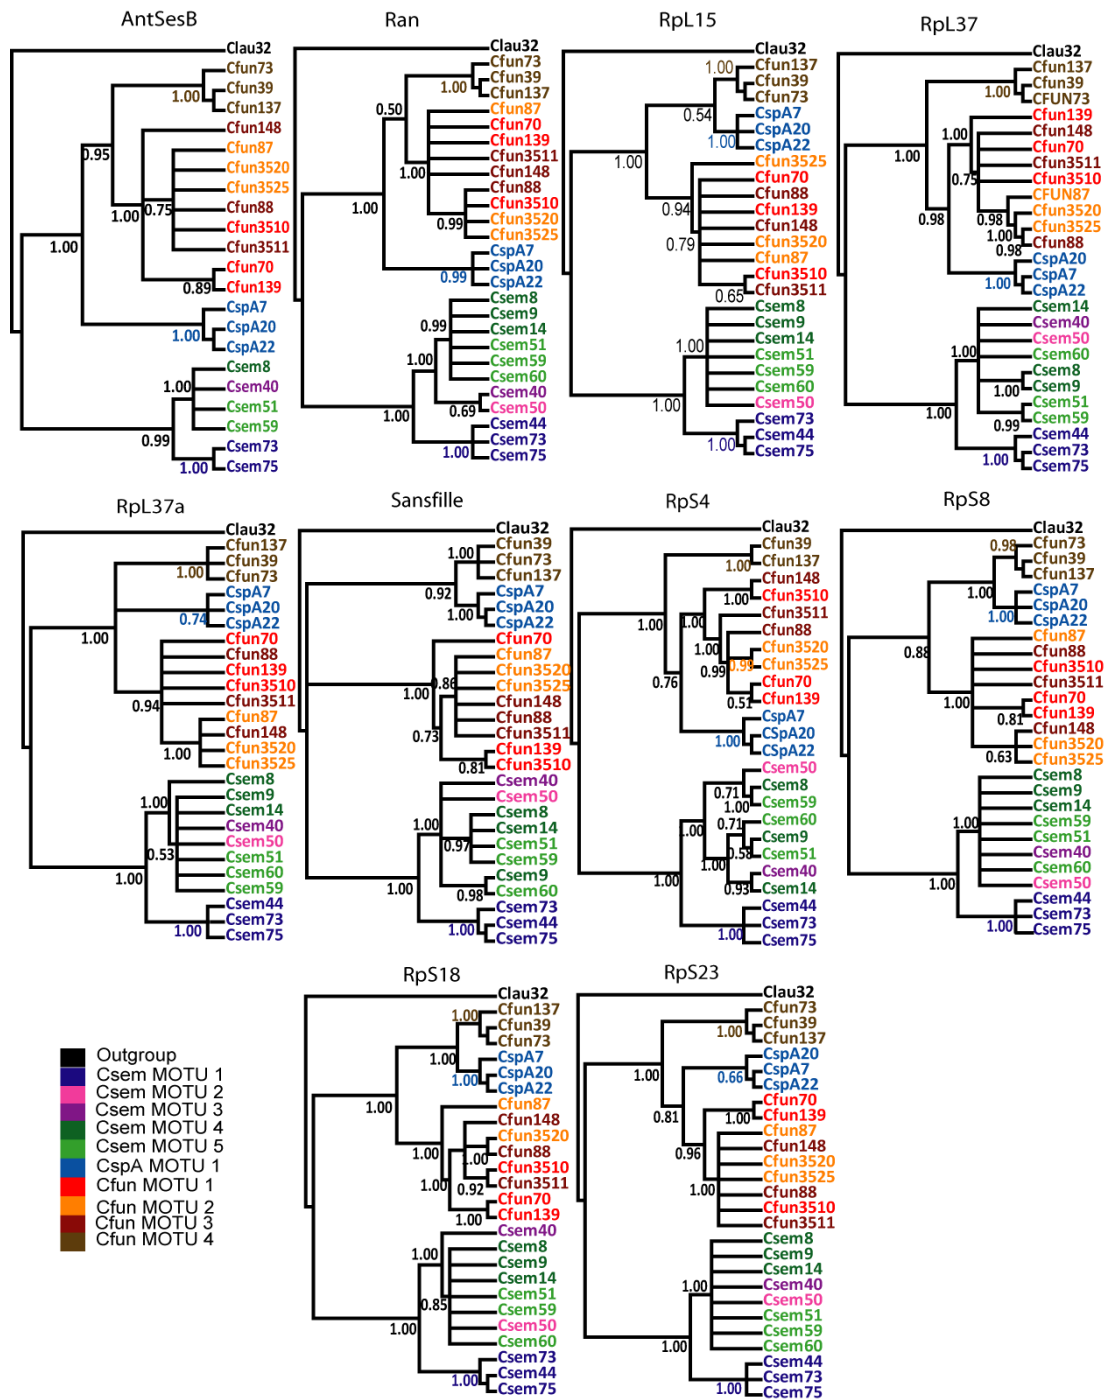 AntSesB
Clau32
Cfun73
Cfun39
1.00
Cfun137
Cfun148
0.95
Cfun87
Cfun3520
Cfun3525
1.00
0.75
Cfun88
Cfun3510
1.00
Cfun3511
Cfun70
0.89
Cfun139
CspA7
1.00
CspA20
CspA22
Csem8
1.00
Csem40
Csem51
Csem59
0.99
Csem73
1.00
Csem75
Ran
Clau32
Cfun73
Cfun39
1.00
Cfun137
0.50
Cfun87
Cfun70
Cfun139
Cfun3511
1.00
Cfun148
Cfun88
1.00
Cfun3510
Cfun3520
0.99
Cfun3525
CspA7
CspA20
0.99
CspA22
Csem8
Csem9
0.99
Csem14
Csem51
1.00
Csem59
Csem60
Csem40
0.69
Csem50
1.00
Csem44
Csem73
1.00
Csem75
RpL15
Clau32
1.00
Cfun137
Cfun39
Cfun73
0.54
CspA7
CspA20
1.00
CspA22
1.00
Cfun3525
Cfun70
Cfun88
0.94
Cfun139
Cfun148
0.79
Cfun3520
Cfun87
Cfun3510
0.65
Cfun3511
Csem8
Csem9
1.00
Csem14
Csem51
Csem59
Csem60
1.00
Csem50
Csem73
1.00
Csem44
Csem75
RpL37
Clau32
Cfun137
Cfun39
1.00
CFUN73
Cfun139
1.00
Cfun148
1.00
Cfun70
Cfun3511
0.75
Cfun3510
CFUN87
0.98
0.98
Cfun3520
1.00
Cfun3525
0.98
Cfun88
CspA20
CspA7
1.00
CspA22
Csem14
Csem40
Csem50
1.00
Csem60
Csem8
1.00
Csem9
Csem51
0.99
Csem59
1.00
Csem44
Csem73
1.00
Csem75
RpL37a
Clau32
Cfun137
Cfun39
1.00
Cfun73
CspA7
CspA20
0.74
CspA22
1.00
Cfun70
Cfun88
Cfun139
Cfun3510
0.94
Cfun3511
Cfun87
Cfun148
1.00
Cfun3520
Cfun3525
Csem8
Csem9
1.00
Csem14
Csem40
Csem50
0.53
Csem51
Csem60
1.00
Csem59
Csem44
Csem73
1.00
Csem75
Sansfille
Clau32
Cfun39
1.00
Cfun73
Cfun137
0.92
CspA7
1.00
CspA20
CspA22
Cfun70
Cfun87
0.86
Cfun3520
1.00
Cfun3525
Cfun148
Cfun88
0.73
Cfun3511
Cfun139
0.81
Cfun3510
Csem40
Csem50
Csem8
1.00
Csem14
0.97
Csem51
Csem59
Csem9
1.00
0.98
Csem60
Csem73
Csem44
1.00
Csem75
RpS4
Clau32
Cfun39
1.00
Cfun137
Cfun148
1.00
Cfun3510
1.00
Cfun3511
1.00
Cfun88
1.00
Cfun3520
0.99
0.99
Cfun3525
0.76
Cfun70
0.51
Cfun139
CspA7
1.00
CSpA20
CSpA22
Csem50
0.71
Csem8
1.00
Csem59
1.00
0.71
Csem60
Csem9
0.58
Csem51
1.00
Csem40
0.93
Csem14
1.00
Csem44
Csem73
1.00
Csem75
RpS8
Clau32
0.98
Cfun73
Cfun39
Cfun137
1.00
CspA7
CspA20
1.00
CspA22
0.88
Cfun87
Cfun88
Cfun3510
Cfun3511
1.00
Cfun70
0.81
Cfun139
Cfun148
Cfun3520
0.63
Cfun3525
Csem8
Csem9
Csem14
1.00
Csem59
Csem51
Csem40
Csem60
1.00
Csem50
Csem44
Csem73
1.00
Csem75
RpS18
Clau32
1.00
Cfun137
Cfun39
Cfun73
1.00
CspA7
1.00
CspA20
CspA22
1.00
Cfun87
Cfun148
Cfun3520
1.00
1.00
Cfun88
Cfun3510
0.92
Cfun3511
1.00
Cfun70
1.00
Cfun139
Csem40
1.00
Csem8
Csem9
Csem14
0.85
Csem51
Csem59
Csem50
1.00
Csem60
Csem73
Csem44
1.00
Csem75
RpS23
Clau32
Cfun73
Cfun39
1.00
Cfun137
1.00
CspA20
0.66
CspA7
CspA22
0.81
Cfun70
1.00
Cfun139
Cfun87
0.96
Cfun148
Cfun3520
Cfun3525
1.00
Cfun88
Cfun3510
Cfun3511
Csem8
Csem9
Csem14
1.00
Csem40
Csem50
Csem51
Csem59
1.00
Csem60
Csem44
Csem73
1.00
Csem75
Outgroup
Csem MOTU 1
Csem MOTU 2
Csem MOTU 3
Csem MOTU 4
Csem MOTU 5
CspA MOTU 1
Cfun MOTU 1
Cfun MOTU 2
Cfun MOTU 3
Cfun MOTU 4